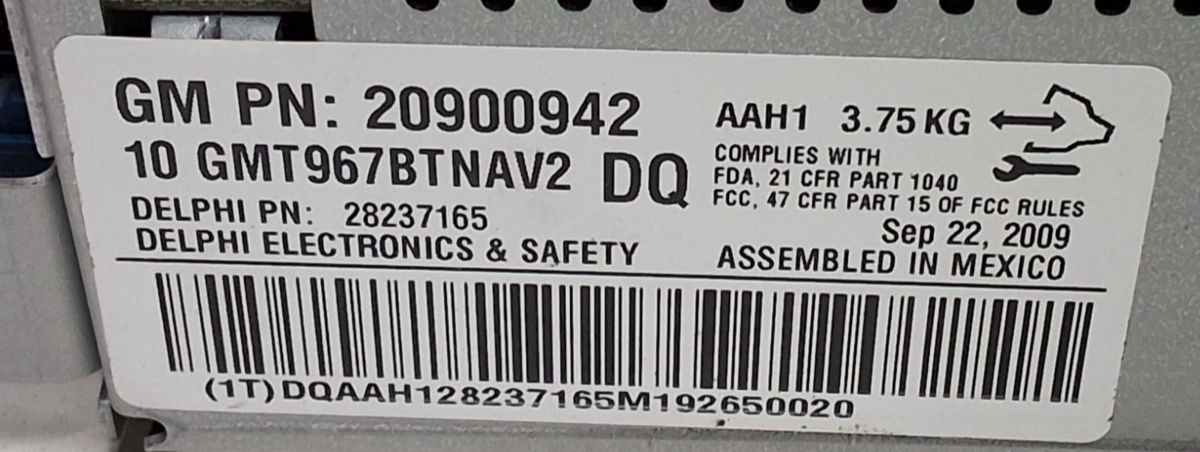 GM PN: 20900942
10 GMT967BTNAV2 DQ
DELPHI PN: 28237165
DELPHI ELECTRONICS & SAFETY
AAH1 3.75 KG
COMPLIES WITH
FDA, 21 CFR PART 1040
FCC, 47 CFR PART 15 OF FCC RULES
Sep 22, 2009
ASSEMBLED IN MEXICO
(1T)DQAAH128237165M192650020